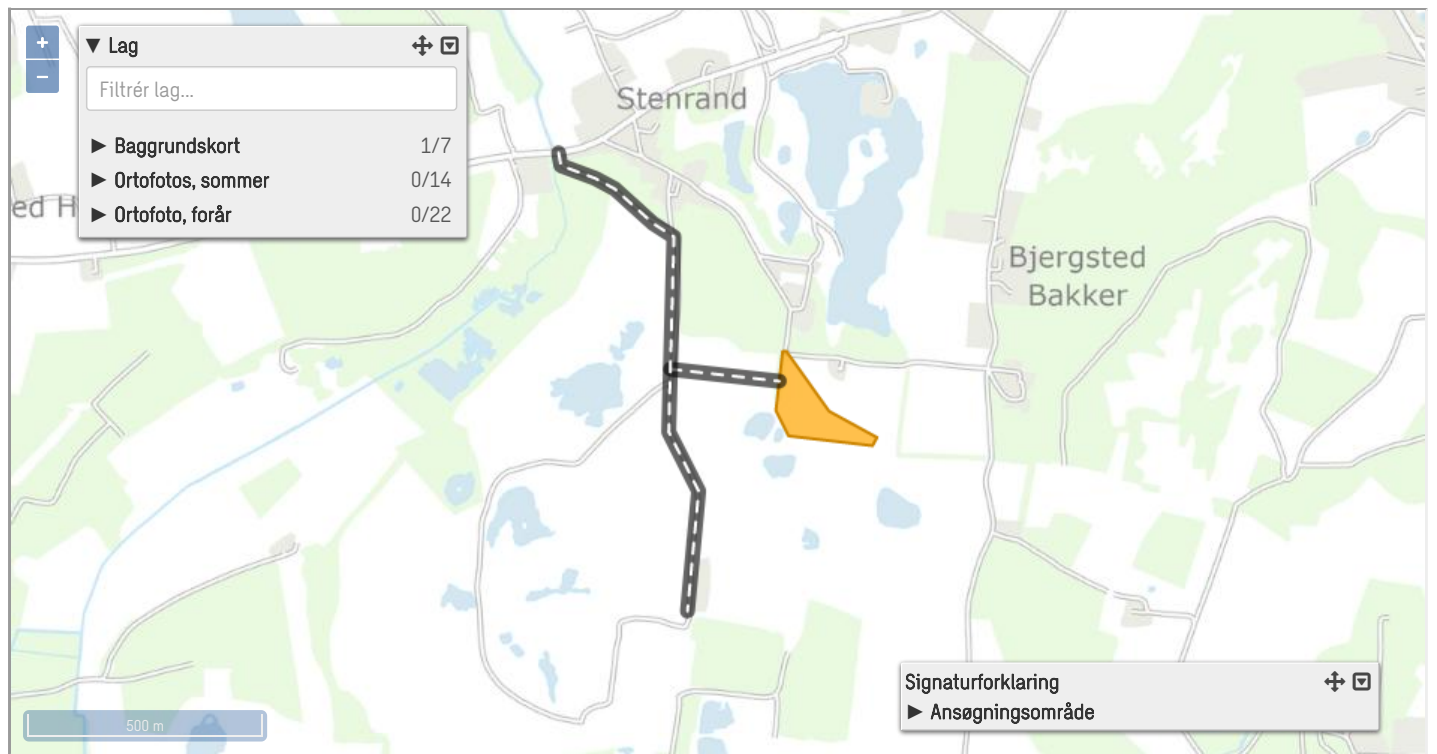 +
−
▼ Lag
Filtrér lag...
► Baggrundskort 1/7
► Ortofotos, sommer 0/14
► Ortofoto, forår 0/22
ed H
Stenrand
Bjergsted
Bakker
Signaturforklaring
► Ansøgningsområde
500 m